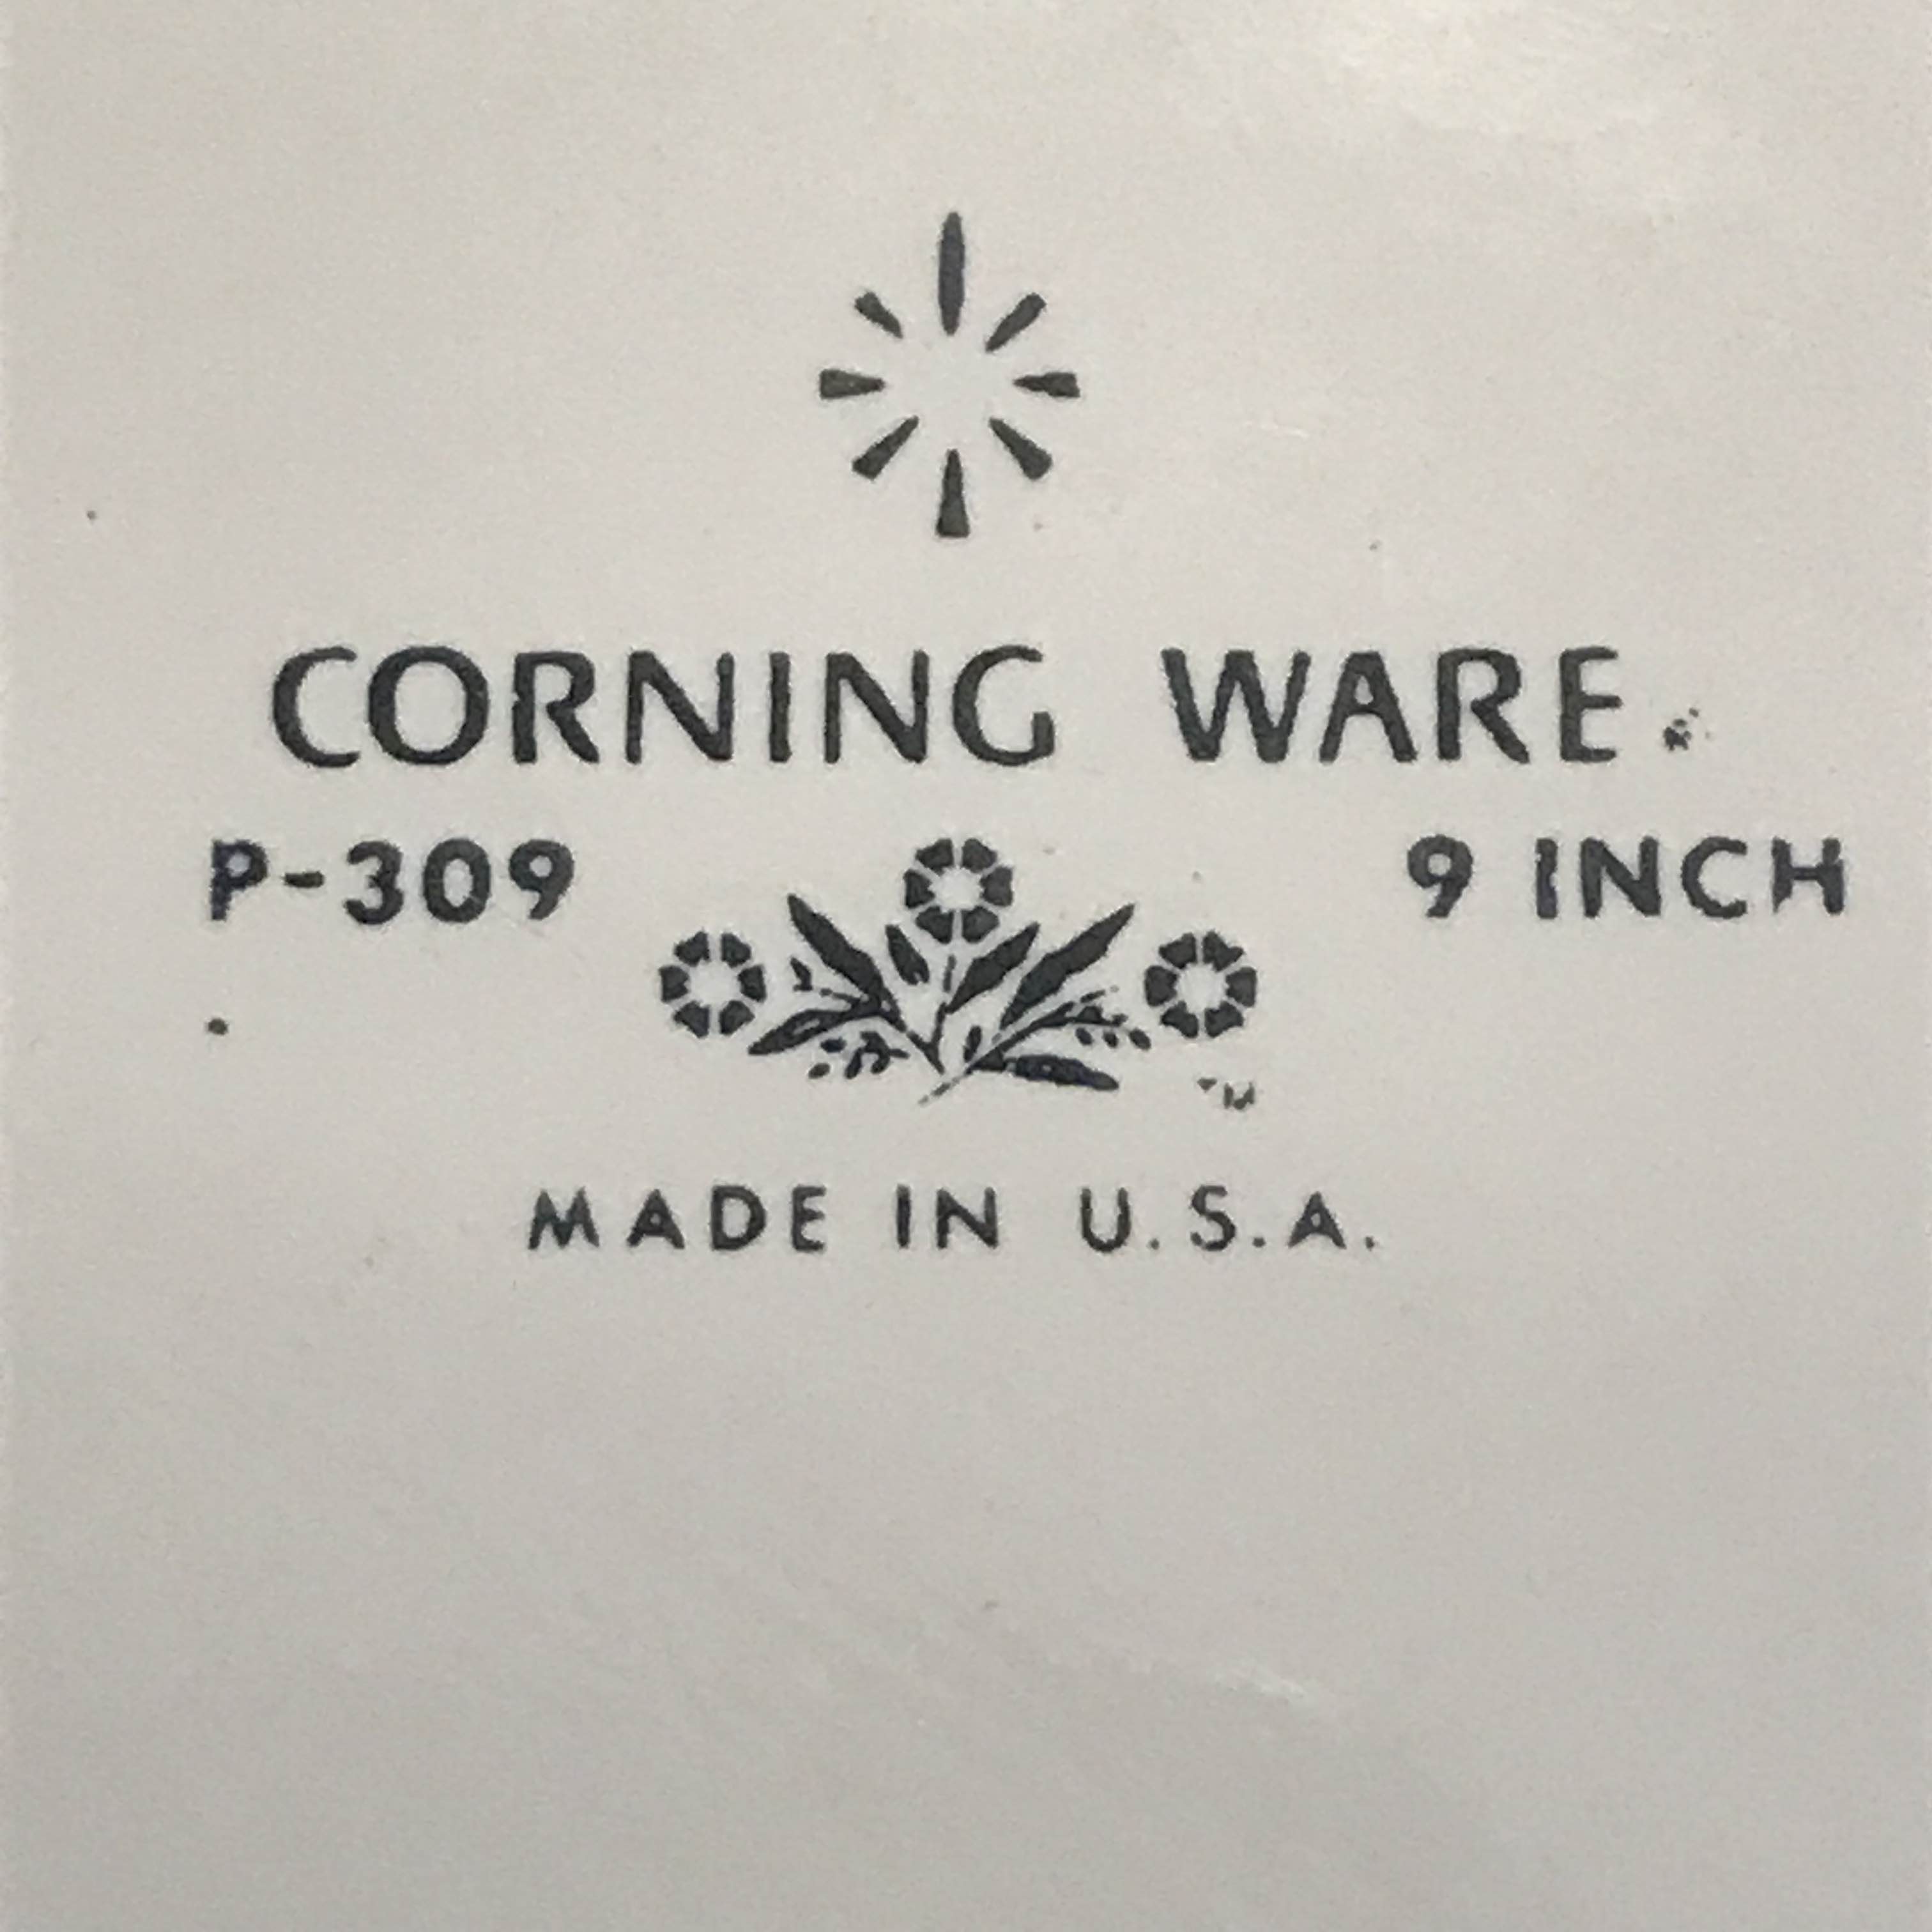 CORNING WARE
P-309 9 INCH
TM
MADE IN U.S.A.